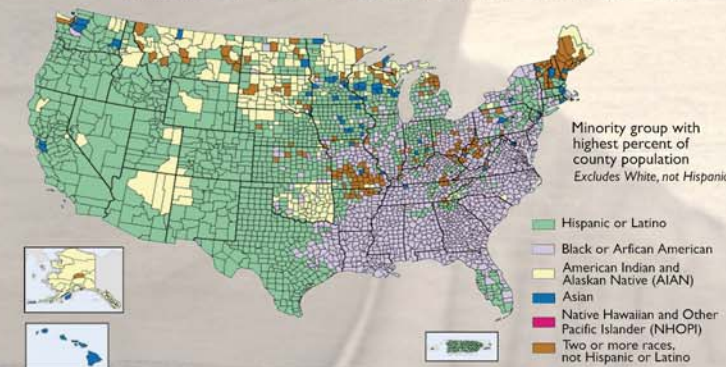 Minority group with
highest percent of
county population
Excludes White, not Hispanic
Hispanic or Latino
Black or Arfican American
American Indian and
Alaskan Native (AIAN)
Asian
Native Hawaiian and Other
Pacific Islander (NHOPI)
Two or more races,
not Hispanic or Latino